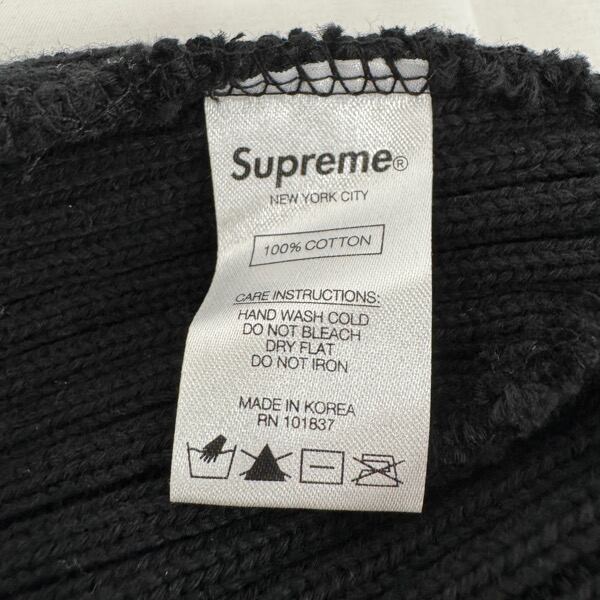 Supreme®
NEW YORK CITY
100% COTTON
CARE INSTRUCTIONS:
HAND WASH COLD
DO NOT BLEACH
DRY FLAT
DO NOT IRON
MADE IN KOREA
RN 101837